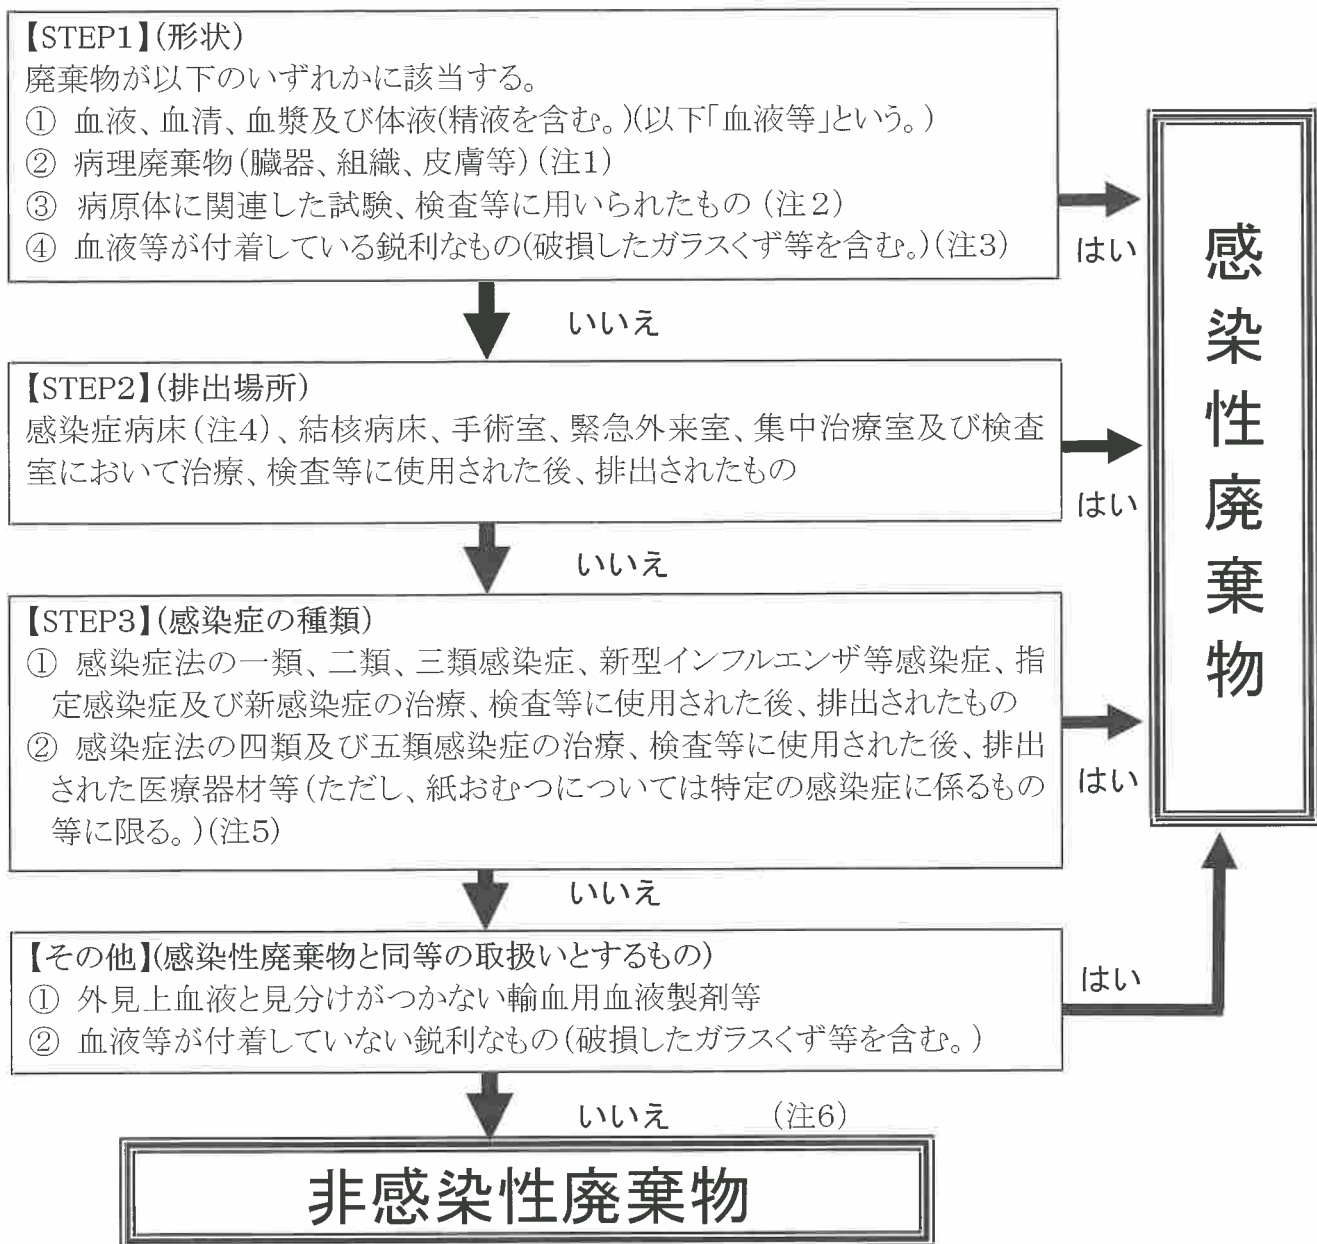 【STEP1】(形状)
廃棄物が以下のいずれかに該当する。
① 血液、血清、血漿及び体液(精液を含む。)(以下「血液等」という。)
② 病理廃棄物(臓器、組織、皮膚等)(注1)
③ 病原体に関連した試験、検査等に用いられたもの(注2)
④ 血液等が付着している鋭利なもの(破損したガラスくず等を含む。)(注3)
はい
いいえ
【STEP2】(排出場所)
感染症病床(注4)、結核病床、手術室、緊急外来室、集中治療室及び検査
室において治療、検査等に使用された後、排出されたもの
はい
いいえ
【STEP3】(感染症の種類)
① 感染症法の一類、二類、三類感染症、新型インフルエンザ等感染症、指
定感染症及び新感染症の治療、検査等に使用された後、排出されたもの
② 感染症法の四類及び五類感染症の治療、検査等に使用された後、排出
された医療器材等(ただし、紙おむつについては特定の感染症に係るもの
等に限る。)(注5)
はい
いいえ
【その他】(感染性廃棄物と同等の取扱いとするもの)
① 外見上血液と見分けがつかない輸血用血液製剤等
② 血液等が付着していない鋭利なもの(破損したガラスくず等を含む。)
はい
いいえ (注6)
感染性廃棄物
非感染性廃棄物